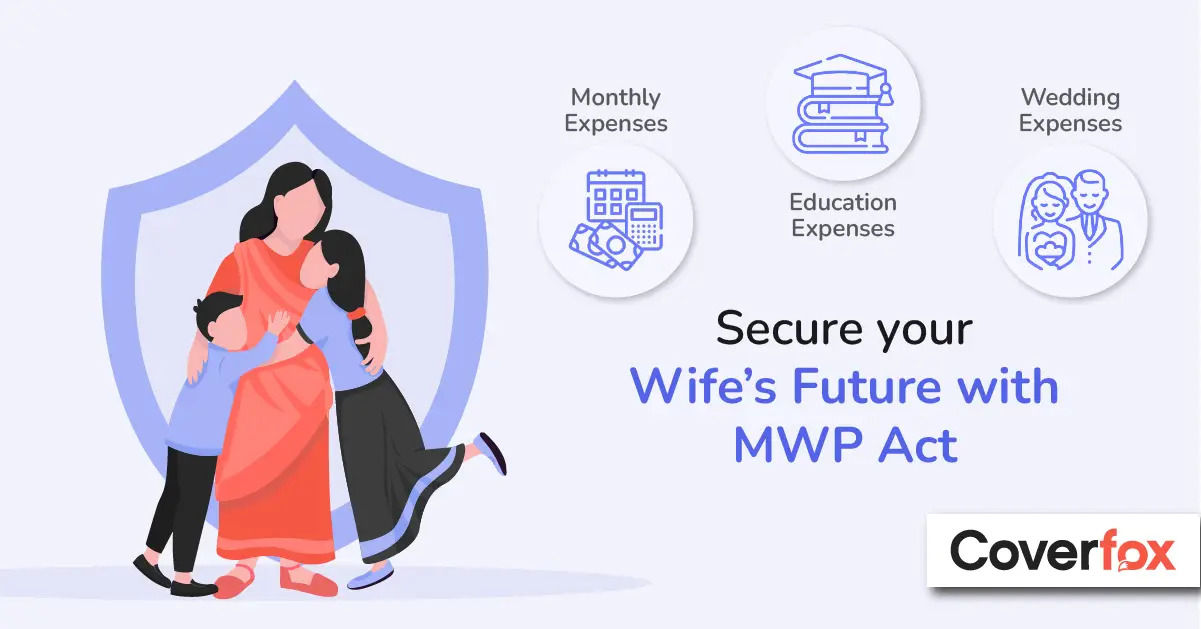 Monthly
Expenses
Education
Expenses
Wedding
Expenses
Secure your
Wife’s Future with
MWP Act
Coverfox